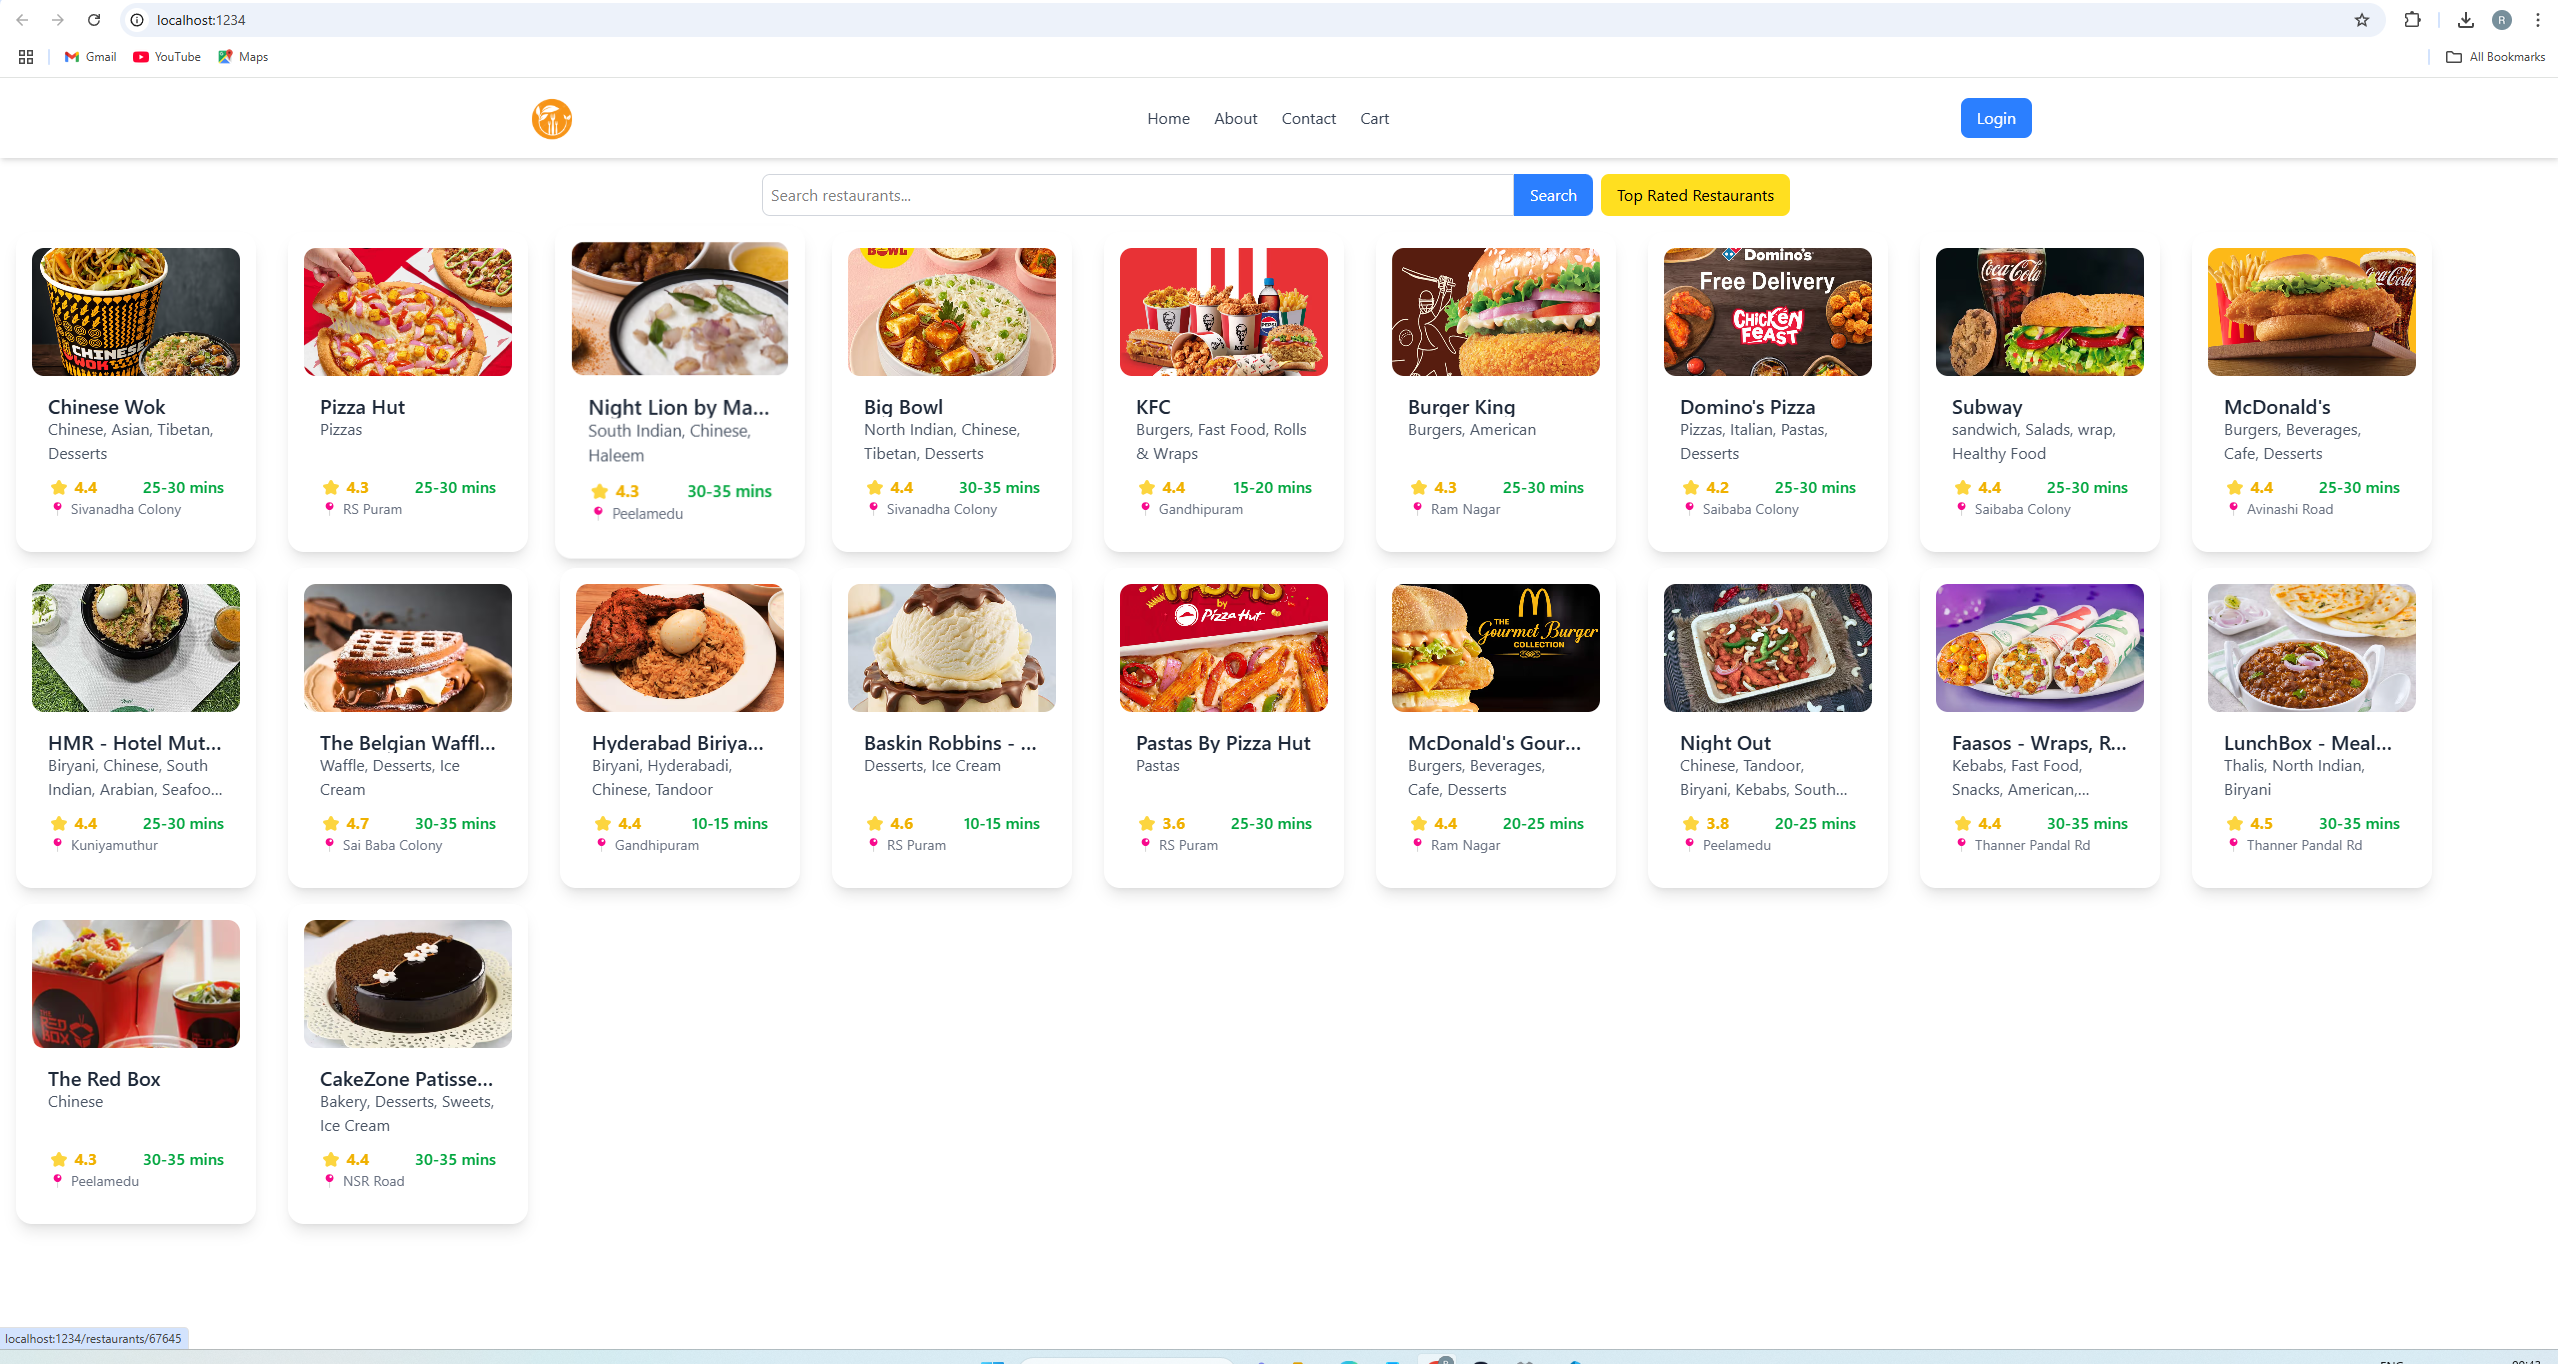 localhost:1234
R
Gmail YouTube Maps All Bookmarks
Home About Contact Cart Login
Search restaurants... Search Top Rated Restaurants
CHINESE WOK
BOWL
KFC
pepsi
Domino's
Free Delivery
CHICKEN FEAST
Coca-Cola
Coca-Cola
Chinese Wok
Chinese, Asian, Tibetan,
Desserts
4.4 25-30 mins
Sivanadha Colony
Pizza Hut
Pizzas
4.3 25-30 mins
RS Puram
Night Lion by Ma...
South Indian, Chinese,
Haleem
4.3 30-35 mins
Peelamedu
Big Bowl
North Indian, Chinese,
Tibetan, Desserts
4.4 30-35 mins
Sivanadha Colony
KFC
Burgers, Fast Food, Rolls
& Wraps
4.4 15-20 mins
Gandhipuram
Burger King
Burgers, American
4.3 25-30 mins
Ram Nagar
Domino's Pizza
Pizzas, Italian, Pastas,
Desserts
4.2 25-30 mins
Saibaba Colony
Subway
sandwich, Salads, wrap,
Healthy Food
4.4 25-30 mins
Saibaba Colony
McDonald's
Burgers, Beverages,
Cafe, Desserts
4.4 25-30 mins
Avinashi Road
HMR - Hotel Mut...
Biryani, Chinese, South
Indian, Arabian, Seafoo...
4.4 25-30 mins
Kuniyamuthur
The Belgian Waffl...
Waffle, Desserts, Ice
Cream
4.7 30-35 mins
Sai Baba Colony
Hyderabad Biriya...
Biryani, Hyderabadi,
Chinese, Tandoor
4.4 10-15 mins
Gandhipuram
Baskin Robbins - ...
Desserts, Ice Cream
4.6 10-15 mins
RS Puram
PASTAS
by
Pizza Hut
Pastas By Pizza Hut
Pastas
3.6 25-30 mins
RS Puram
THE
Gourmet Burger
COLLECTION
McDonald's Gour...
Burgers, Beverages,
Cafe, Desserts
4.4 20-25 mins
Ram Nagar
Night Out
Chinese, Tandoor,
Biryani, Kebabs, South...
3.8 20-25 mins
Peelamedu
Faasos - Wraps, R...
Kebabs, Fast Food,
Snacks, American,...
4.4 30-35 mins
Thanner Pandal Rd
LunchBox - Meal...
Thalis, North Indian,
Biryani
4.5 30-35 mins
Thanner Pandal Rd
THE
RED
BOX
The Red Box
Chinese
4.3 30-35 mins
Peelamedu
CakeZone Patisse...
Bakery, Desserts, Sweets,
Ice Cream
4.4 30-35 mins
NSR Road
localhost:1234/restaurants/67645